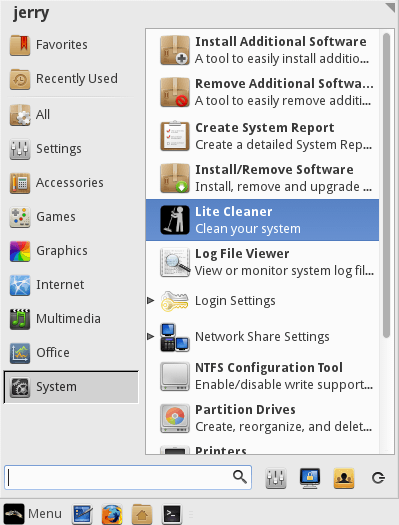 jerry
Favorites
Recently Used
All
Settings
Accessories
Games
Graphics
Internet
Multimedia
Office
System
Install Additional Software
A tool to easily install additio...
Remove Additional Softwa...
A tool to easily remove additi...
Create System Report
Create a detailed System Rep...
Install/Remove Software
Install, remove and upgrade ...
Lite Cleaner
Clean your system
Log File Viewer
View or monitor system log fil...
Login Settings
Network Share Settings
NTFS Configuration Tool
Enable/disable write support...
Partition Drives
Create, reorganize, and delet...
Printers
Menu